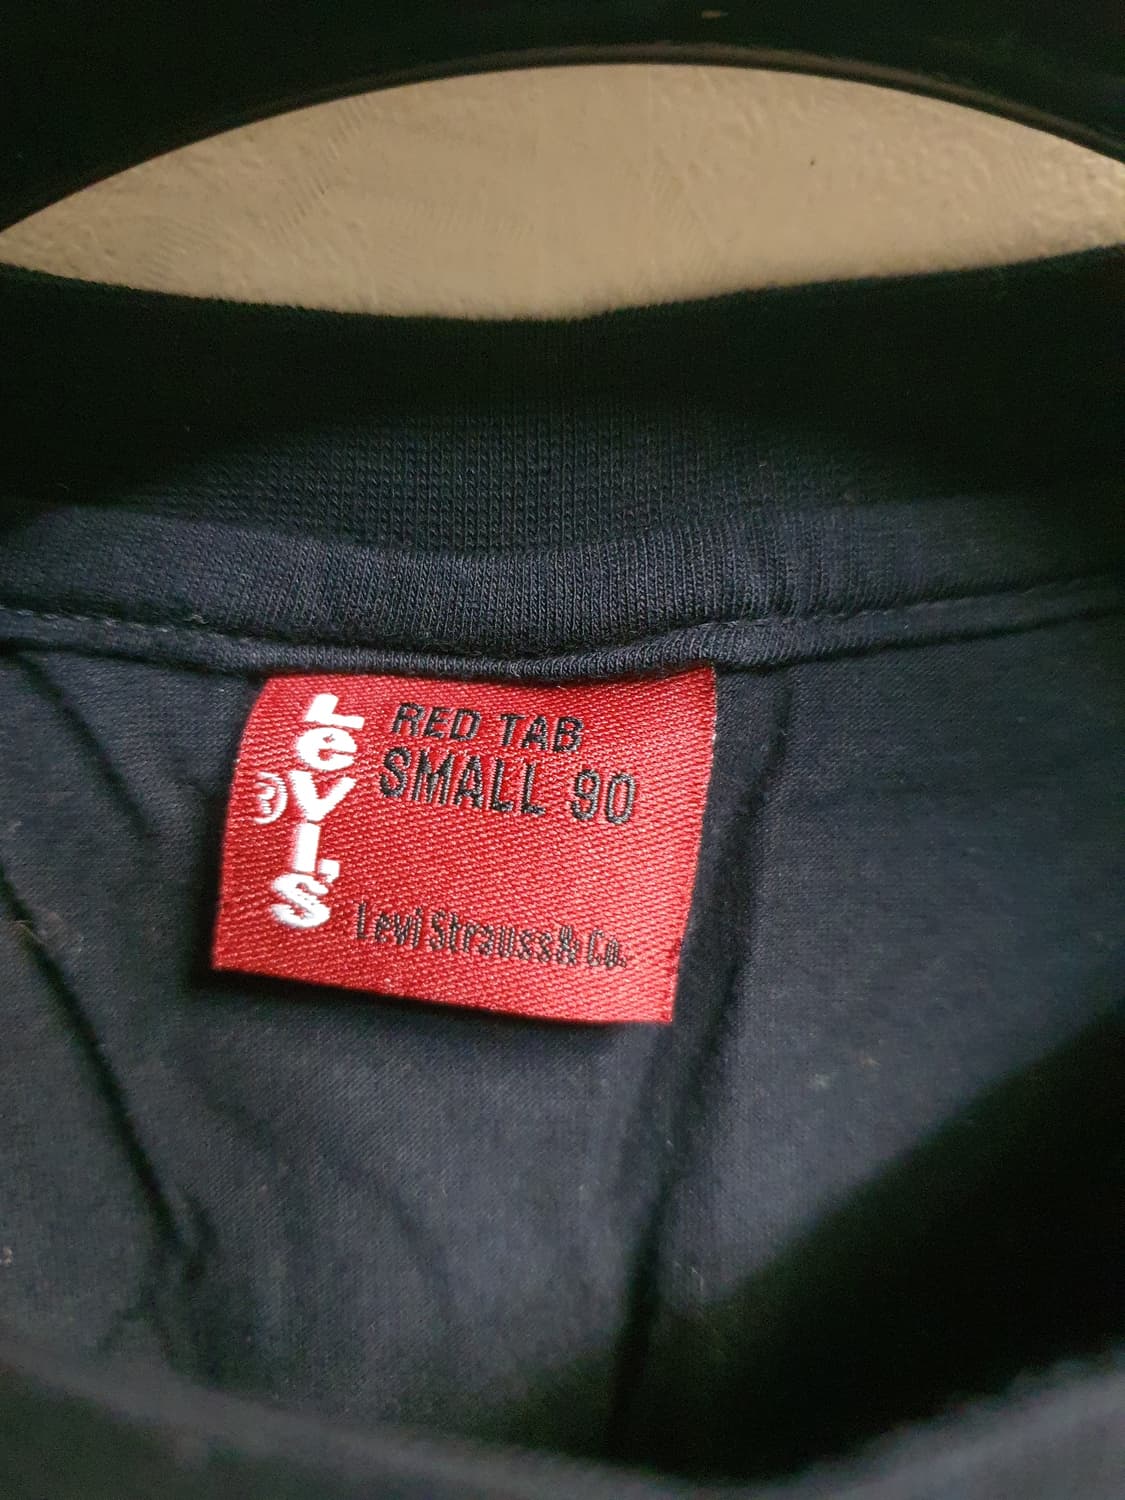 LeVI'S
®
RED TAB
SMALL 90
Levi Strauss & Co.